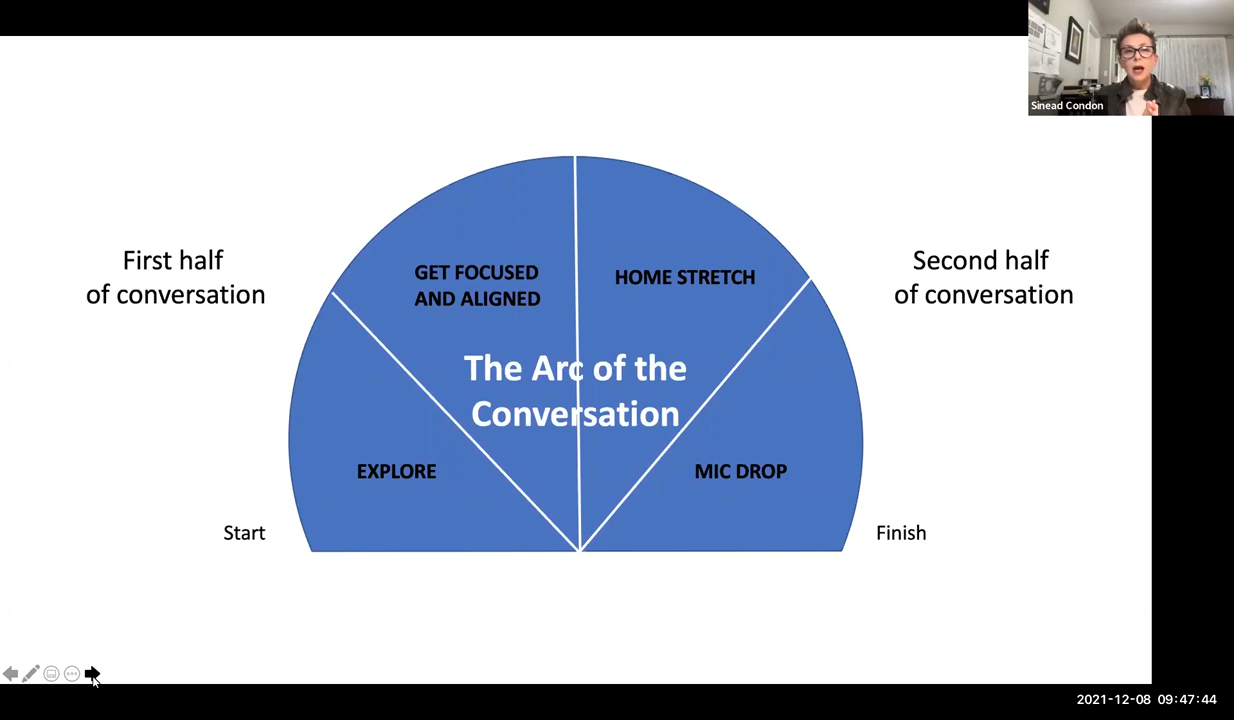 Sinead Condon
First half
of conversation
Second half
of conversation
GET FOCUSED
AND ALIGNED
HOME STRETCH
The Arc of the
Conversation
EXPLORE
MIC DROP
Start
Finish
2021-12-08 09:47:44